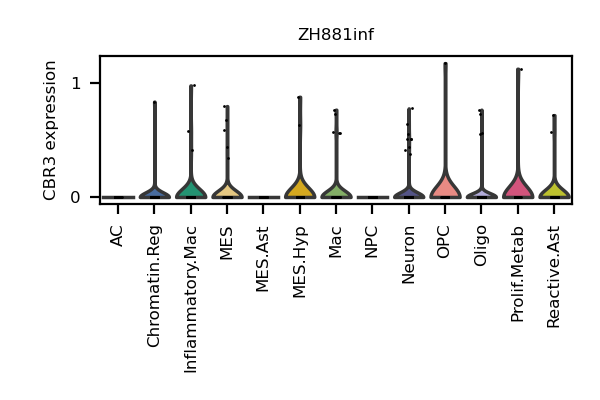 ZH881inf
CBR3 expression
1
0
AC
Chromatin.Reg
Inflammatory.Mac
MES
MES.Ast
MES.Hyp
Mac
NPC
Neuron
OPC
Oligo
Prolif.Metab
Reactive.Ast